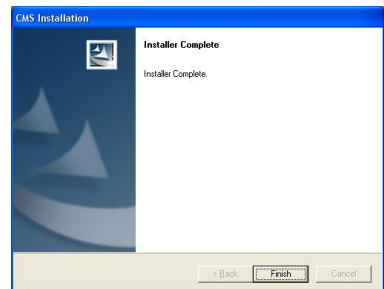 CMS Installation
Installer Complete
Installer Complete.
< Back
Finish
Cancel